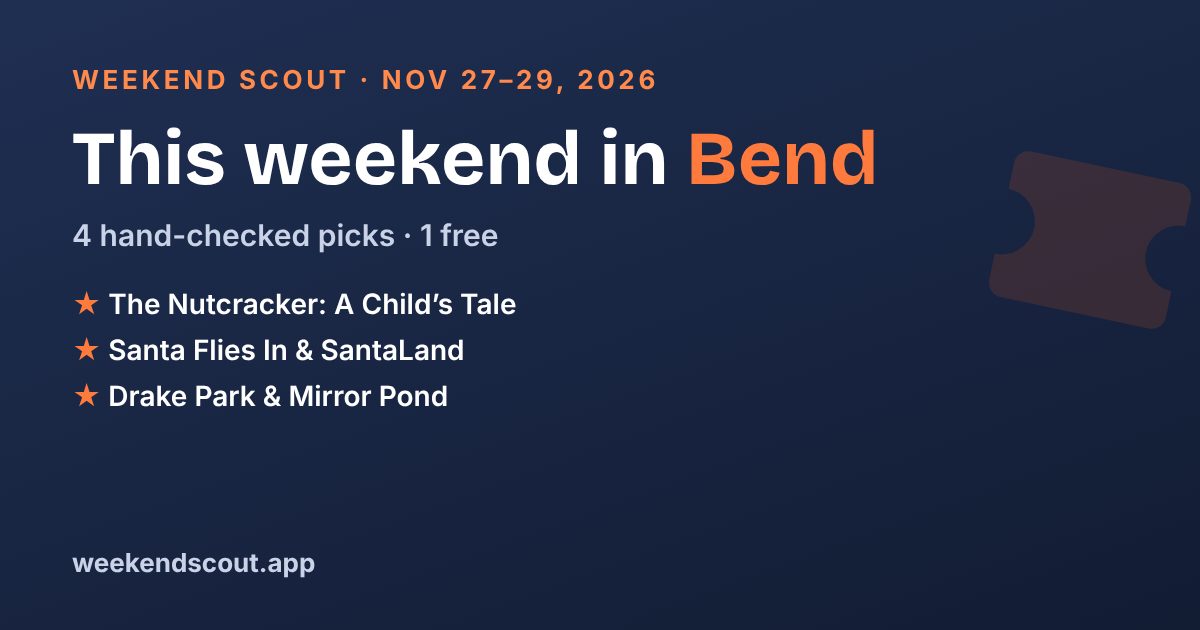 WEEKEND SCOUT · NOV 27–29, 2026
This weekend in Bend
4 hand-checked picks · 1 free
★ The Nutcracker: A Child’s Tale
★ Santa Flies In & SantaLand
★ Drake Park & Mirror Pond
weekendscout.app